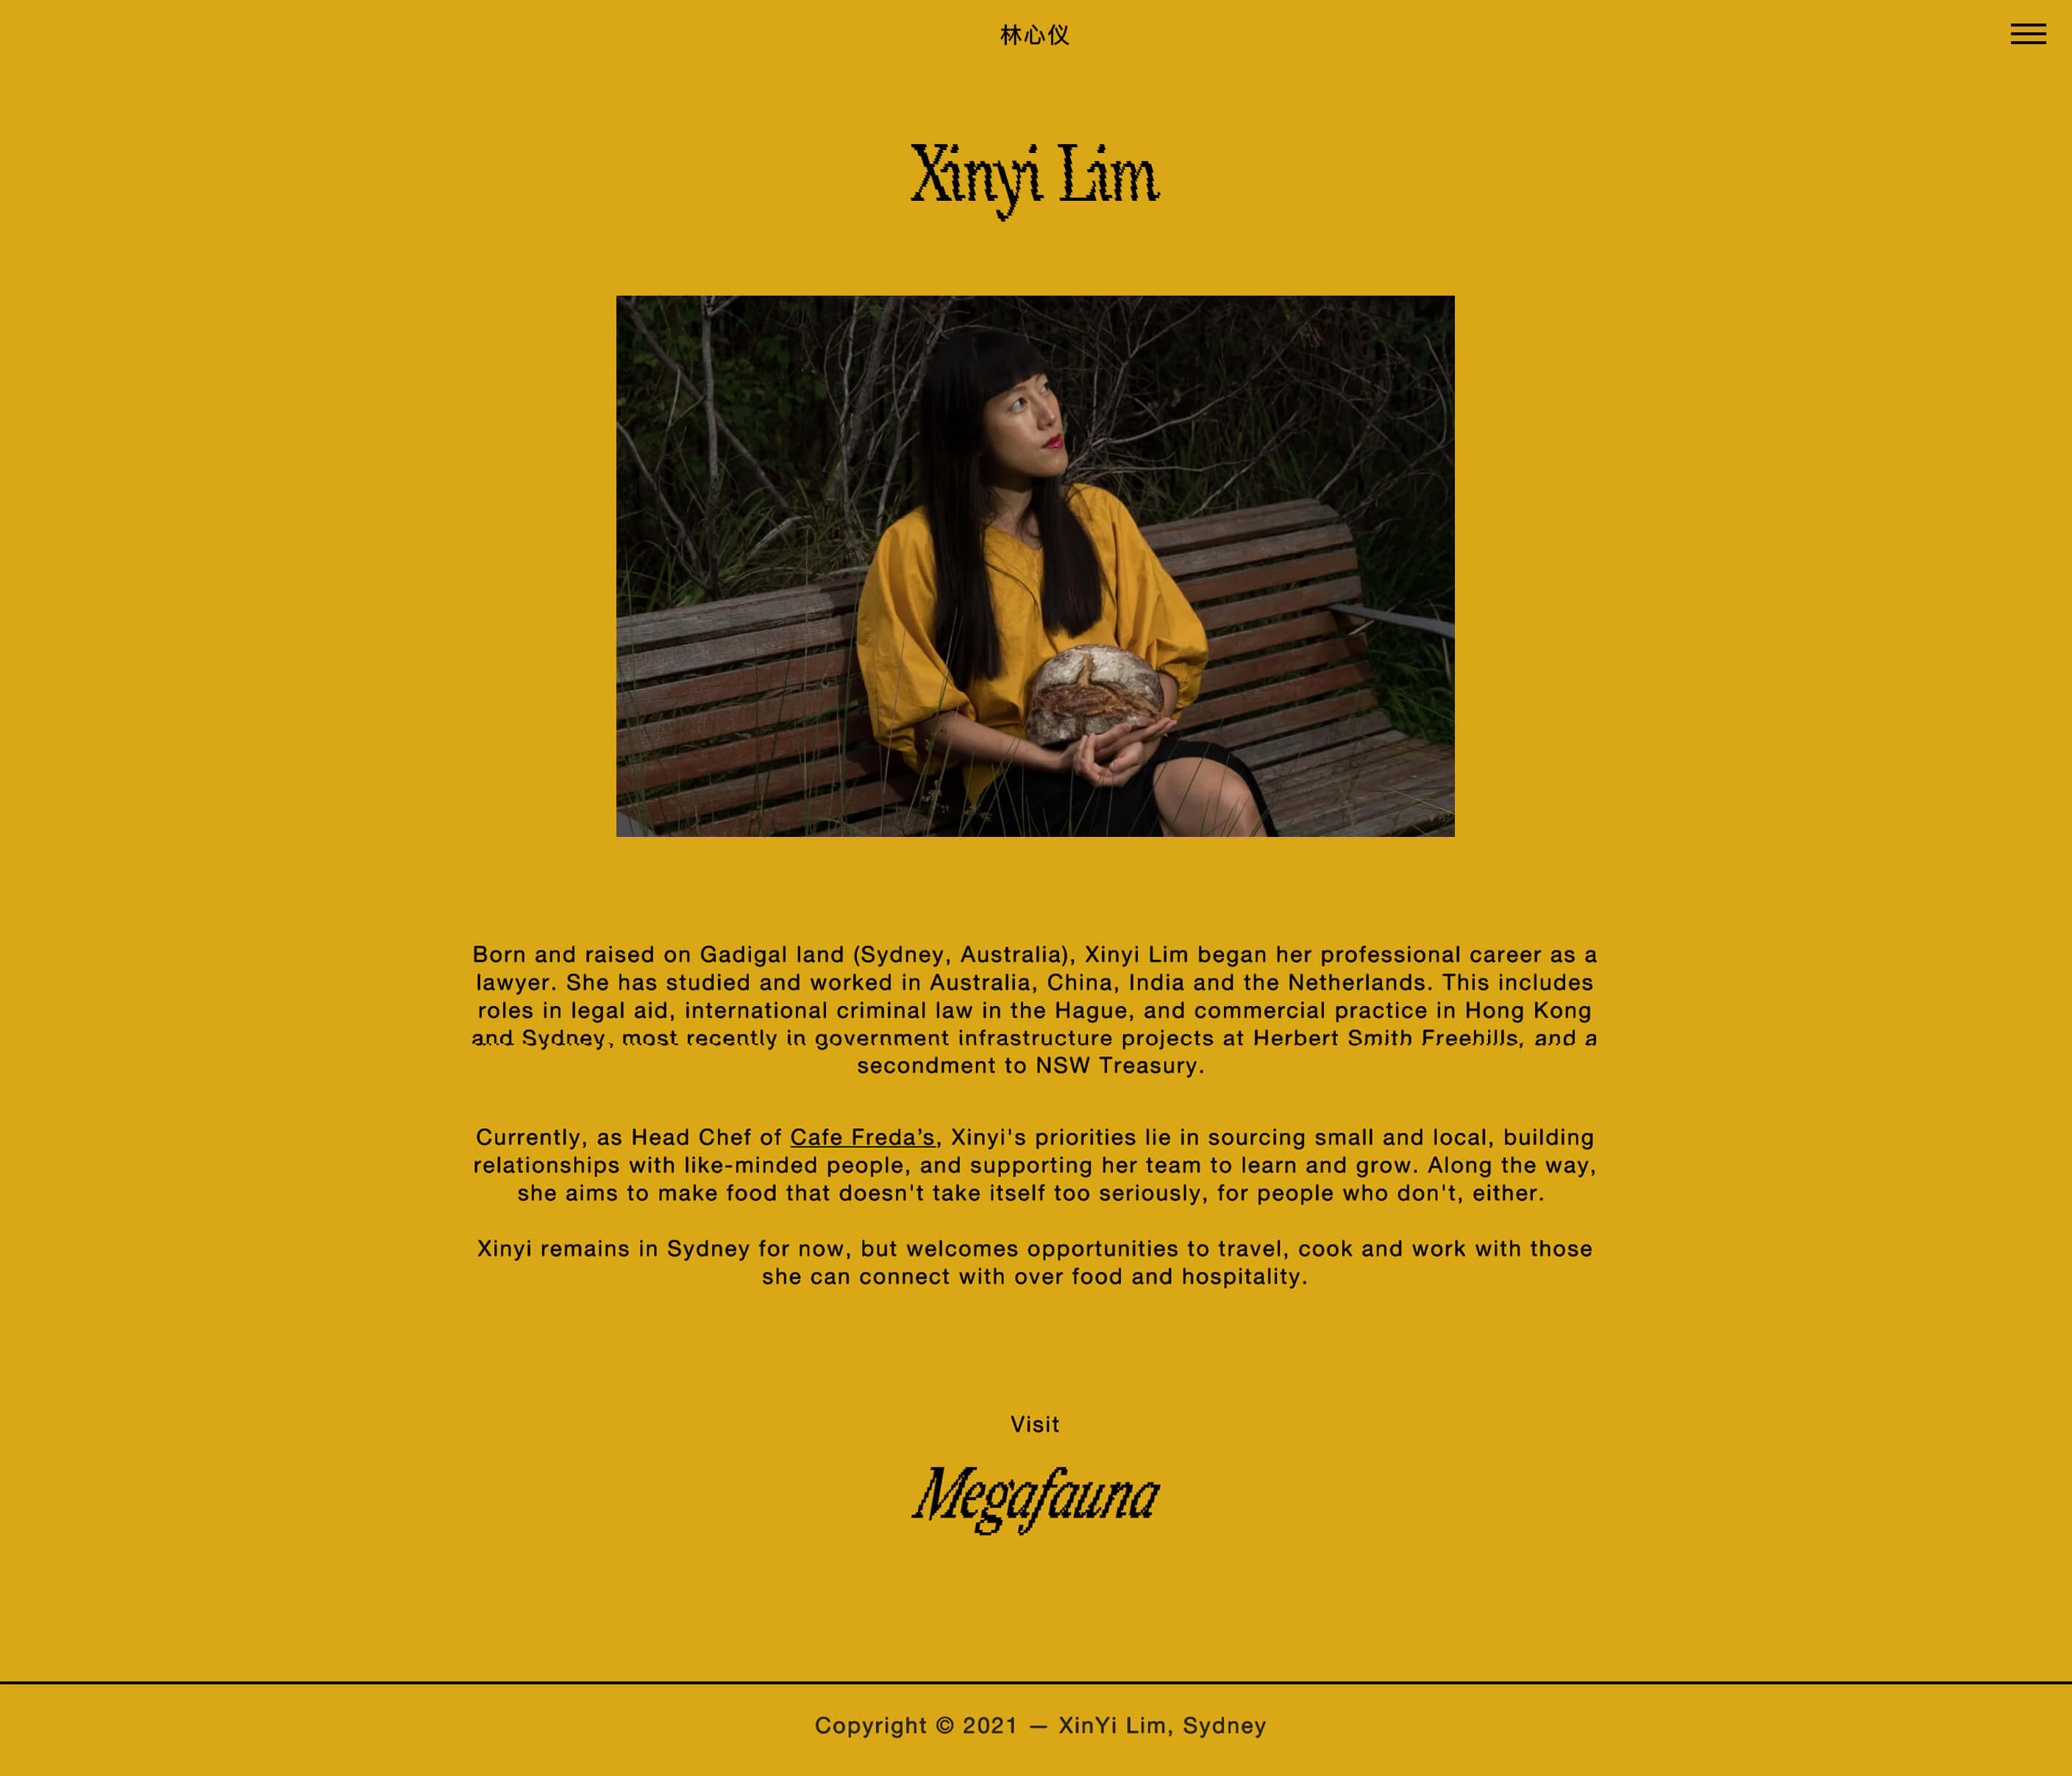 林心仪
Xinyi Lim
Born and raised on Gadigal land (Sydney, Australia), Xinyi Lim began her professional career as a
lawyer. She has studied and worked in Australia, China, India and the Netherlands. This includes
roles in legal aid, international criminal law in the Hague, and commercial practice in Hong Kong
and Sydney, most recently in government infrastructure projects at Herbert Smith Freehills, and a
secondment to NSW Treasury.
Currently, as Head Chef of Cafe Freda’s, Xinyi's priorities lie in sourcing small and local, building
relationships with like-minded people, and supporting her team to learn and grow. Along the way,
she aims to make food that doesn't take itself too seriously, for people who don't, either.
Xinyi remains in Sydney for now, but welcomes opportunities to travel, cook and work with those
she can connect with over food and hospitality.
Visit
Megafauna
Copyright © 2021 — XinYi Lim, Sydney